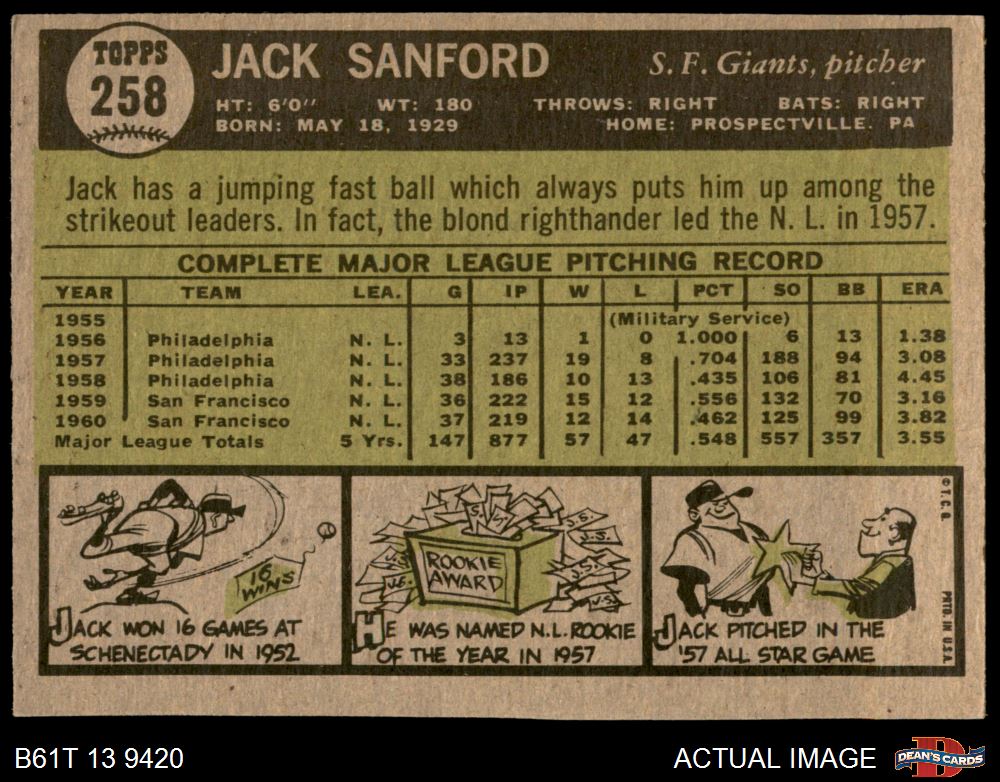 TOPPS
258
JACK SANFORD
S. F. Giants, pitcher
HT: 6'0" WT: 180 THROWS: RIGHT BATS: RIGHT
BORN: MAY 18, 1929 HOME: PROSPECTVILLE. PA
Jack has a jumping fast ball which always puts him up among the
strikeout leaders. In fact, the blond righthander led the N. L. in 1957.
COMPLETE MAJOR LEAGUE PITCHING RECORD
YEAR TEAM LEA. G IP W L PCT SO BB ERA
1955 (Military Service)
1956 Philadelphia N. L. 3 13 1 0 1.000 6 13 1.38
1957 Philadelphia N. L. 33 237 19 8 .704 188 94 3.08
1958 Philadelphia N. L. 38 186 10 13 .435 106 81 4.45
1959 San Francisco N. L. 36 222 15 12 .556 132 70 3.16
1960 San Francisco N. L. 37 219 12 14 .462 125 99 3.82
Major League Totals 5 Yrs. 147 877 57 47 .548 557 357 3.55
16
WINS
JACK WON 16 GAMES AT
SCHENECTADY IN 1952
J.S.
J.S.
J.S.
J.S.
ROOKIE
AWARD
HE WAS NAMED N.L. ROOKIE
OF THE YEAR IN 1957
JACK PITCHED IN THE
'57 ALL STAR GAME
© T. C. G.
PRTD IN U.S.A.
B61T 13 9420
ACTUAL IMAGE
DEAN'S CARDS